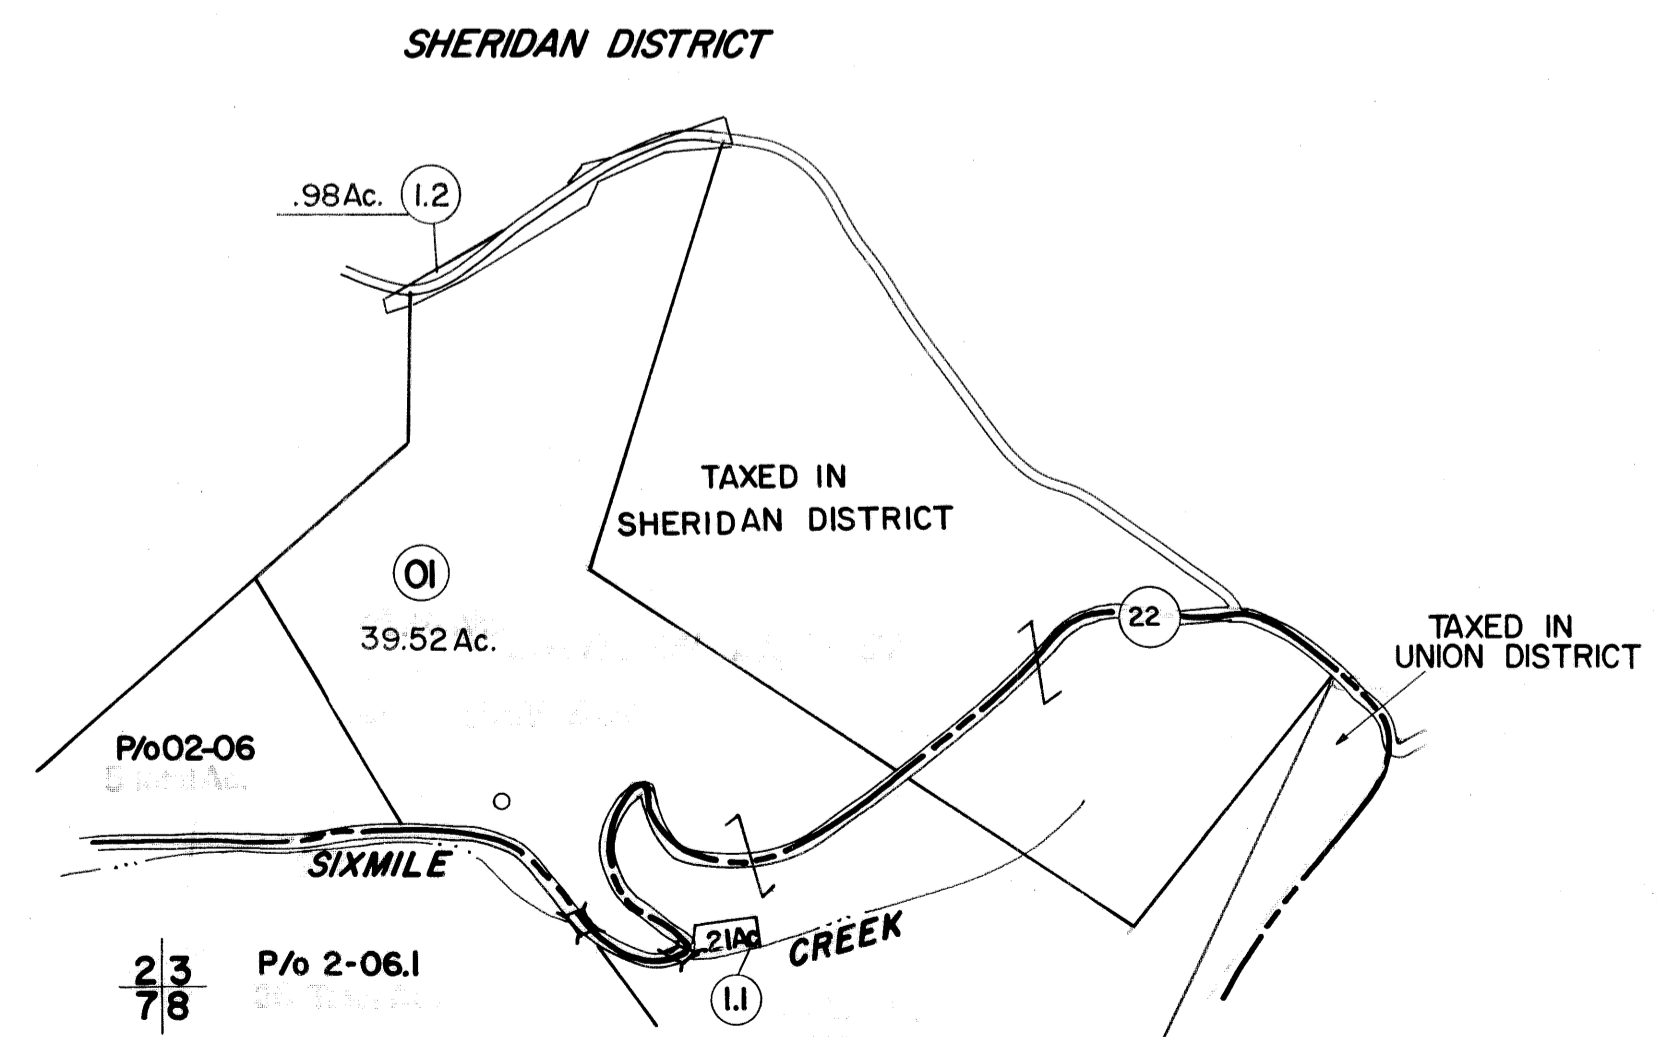 SHERIDAN DISTRICT
.98 Ac. 1.2
TAXED IN
SHERIDAN DISTRICT
01
39.52 Ac.
22
TAXED IN
UNION DISTRICT
P/o 02-06
SIXMILE
.21Ac
CREEK
1.1
P/o 2-06.1
2 3
7 8